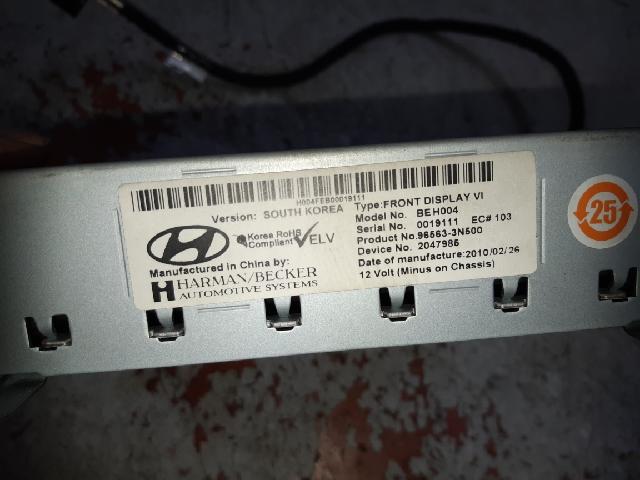 H004FEB00019111
Version: SOUTH KOREA
Korea RoHS
Compliant
ELV
Manufactured in China by:
HARMAN/BECKER
AUTOMOTIVE SYSTEMS
Type:FRONT DISPLAY VI
Model No. BEH004
Serial No. 0019111 EC# 103
Product No.96563-3N500
Device No. 2047985
Date of manufacture:2010/02/26
12 Volt (Minus on Chassis)
25